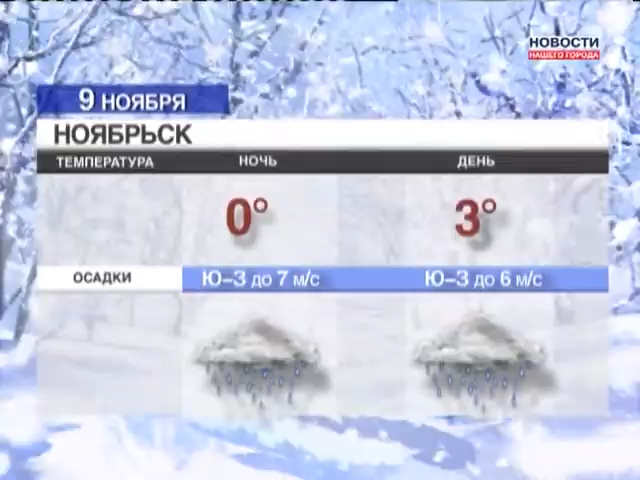 НОВОСТИ
НАШЕГО ГОРОДА
9 НОЯБРЯ
НОЯБРЬСК
ТЕМПЕРАТУРА НОЧЬ ДЕНЬ
0° 3°
ОСАДКИ Ю-З ДО 7 М/С Ю-З ДО 6 М/С